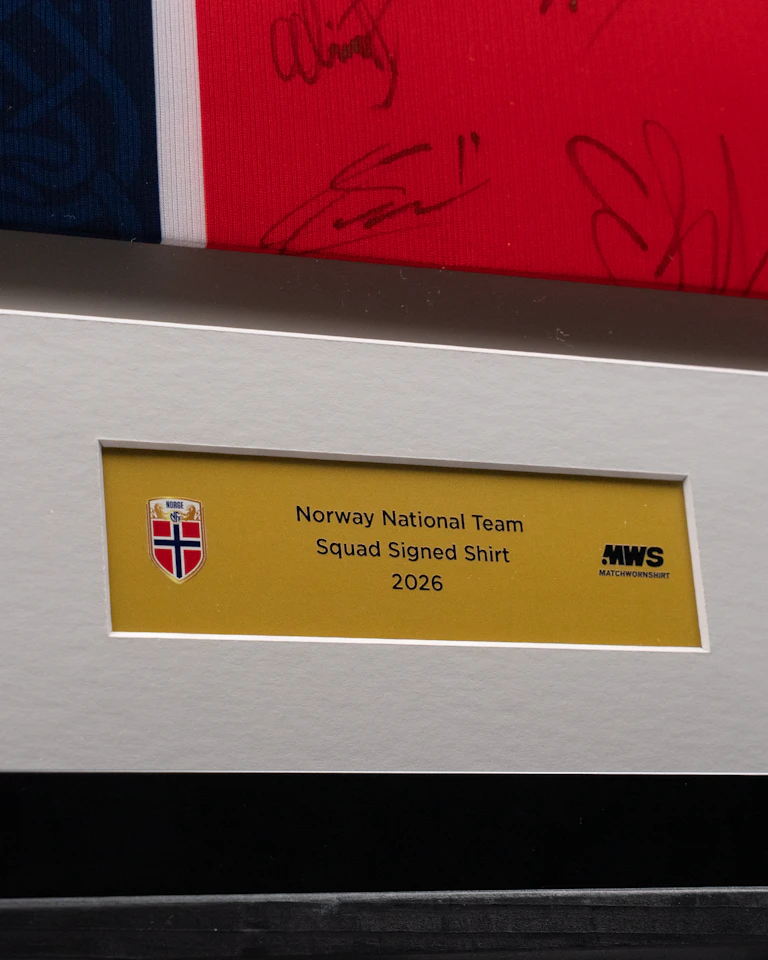 NORGE
Norway National Team
Squad Signed Shirt
2026
MWS
MATCHWORNSHIRT